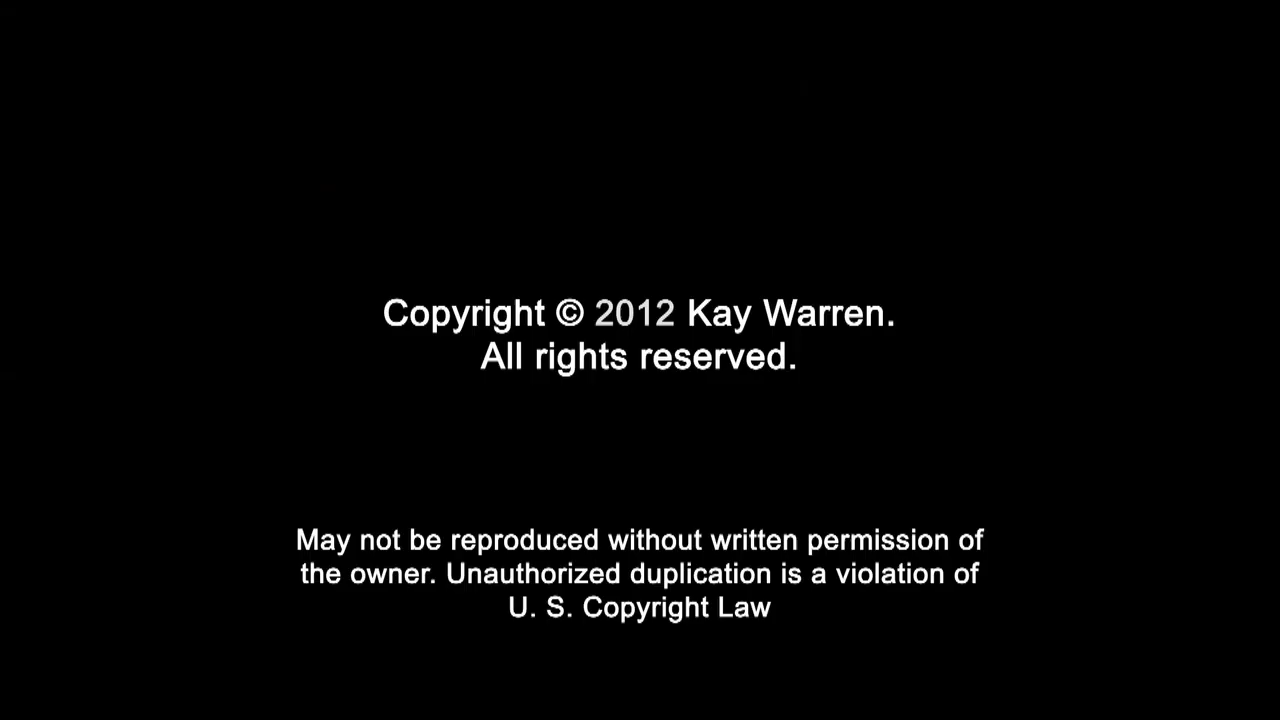 Copyright © 2012 Kay Warren.
All rights reserved.
May not be reproduced without written permission of
the owner. Unauthorized duplication is a violation of
U. S. Copyright Law